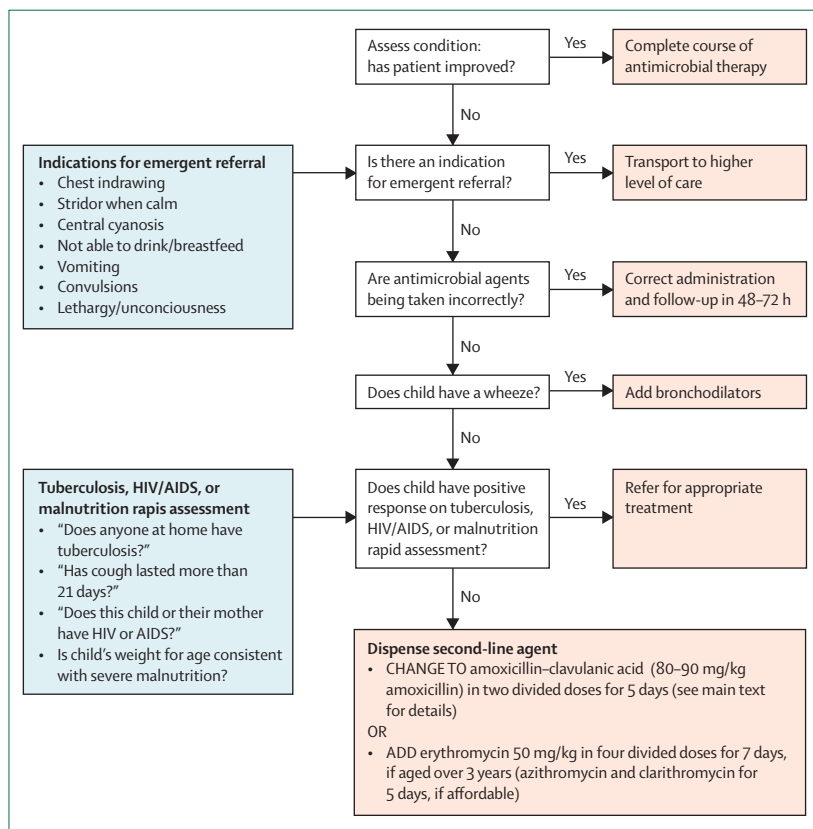 Assess condition:
has patient improved?
Yes
Complete course of
antimicrobial therapy
No
Indications for emergent referral
• Chest indrawing
• Stridor when calm
• Central cyanosis
• Not able to drink/breastfeed
• Vomiting
• Convulsions
• Lethargy/unconciousness
Is there an indication
for emergent referral?
Yes
Transport to higher
level of care
No
Are antimicrobial agents
being taken incorrectly?
Yes
Correct administration
and follow-up in 48–72 h
No
Does child have a wheeze?
Yes
Add bronchodilators
No
Tuberculosis, HIV/AIDS, or
malnutrition rapis assessment
• “Does anyone at home have
tuberculosis?”
• “Has cough lasted more than
21 days?”
• “Does this child or their mother
have HIV or AIDS?”
• Is child’s weight for age consistent
with severe malnutrition?
Does child have positive
response on tuberculosis,
HIV/AIDS, or malnutrition
rapid assessment?
Yes
Refer for appropriate
treatment
No
Dispense second-line agent
• CHANGE TO amoxicillin–clavulanic acid (80–90 mg/kg
amoxicillin) in two divided doses for 5 days (see main text
for details)
OR
• ADD erythromycin 50 mg/kg in four divided doses for 7 days,
if aged over 3 years (azithromycin and clarithromycin for
5 days, if affordable)